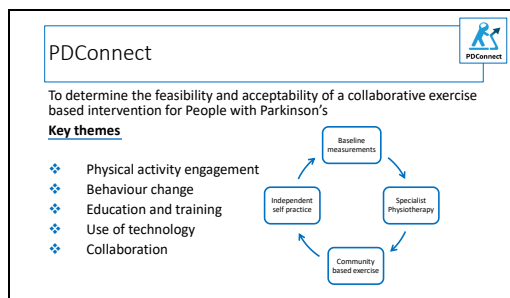 PDConnect
PDConnect
To determine the feasibility and acceptability of a collaborative exercise
based intervention for People with Parkinson's
Key themes
Physical activity engagement
Behaviour change
Education and training
Use of technology
Collaboration
Baseline
measurements
Specialist
Physiotherapy
Community
based exercise
Independent
self practice